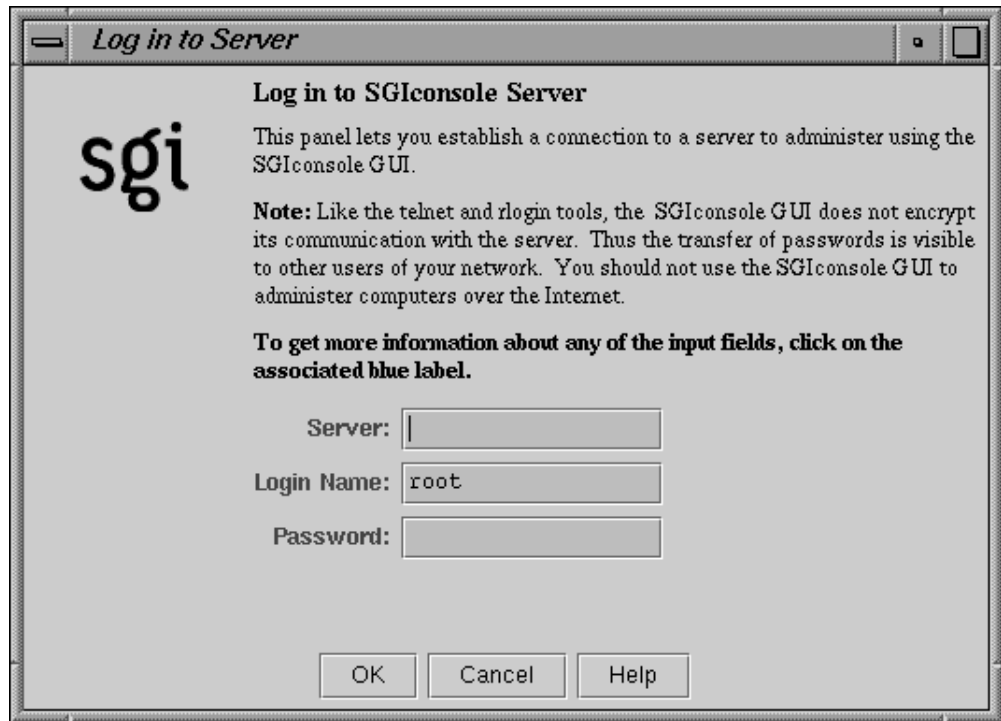 Log in to Server
sgi
Log in to SGIconsole Server
This panel lets you establish a connection to a server to administer using the
SGIconsole GUI.
Note: Like the telnet and rlogin tools, the SGIconsole GUI does not encrypt
its communication with the server. Thus the transfer of passwords is visible
to other users of your network. You should not use the SGIconsole GUI to
administer computers over the Internet.
To get more information about any of the input fields, click on the
associated blue label.
Server:
Login Name: root
Password:
OK Cancel Help